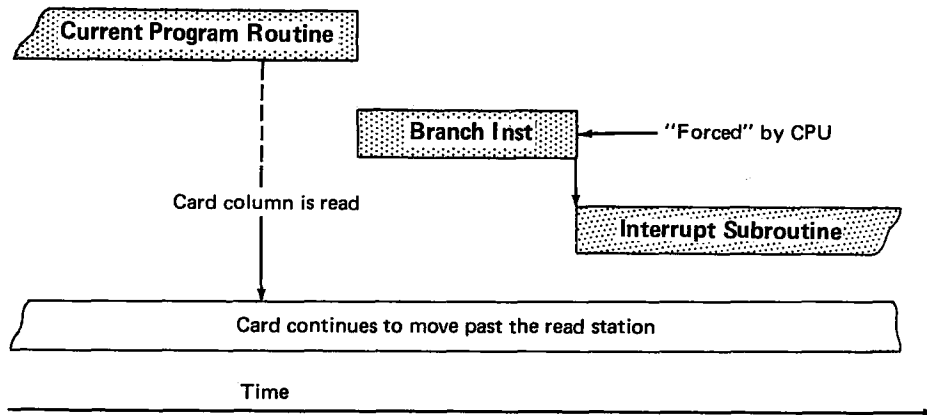 Current Program Routine
Branch Inst
"Forced" by CPU
Card column is read
Interrupt Subroutine
Card continues to move past the read station
Time